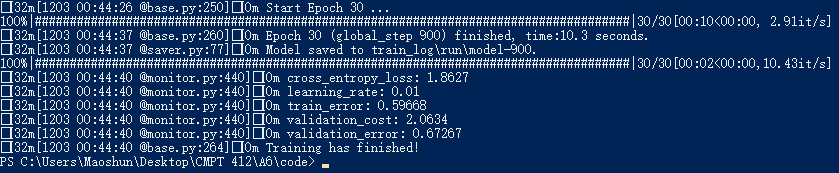 □[32m[1203 00:44:26 @base.py:250]□[0m Start Epoch 30 ...
100%|##########################################################################################|30/30[00:10<00:00, 2.91it/s]
□[32m[1203 00:44:37 @base.py:260]□[0m Epoch 30 (global_step 900) finished, time:10.3 seconds.
□[32m[1203 00:44:37 @saver.py:77]□[0m Model saved to train_log\run\model-900.
100%|##########################################################################################|30/30[00:02<00:00,10.43it/s]
□[32m[1203 00:44:40 @monitor.py:440]□[0m cross_entropy_loss: 1.8627
□[32m[1203 00:44:40 @monitor.py:440]□[0m learning_rate: 0.01
□[32m[1203 00:44:40 @monitor.py:440]□[0m train_error: 0.59668
□[32m[1203 00:44:40 @monitor.py:440]□[0m validation_cost: 2.0634
□[32m[1203 00:44:40 @monitor.py:440]□[0m validation_error: 0.67267
□[32m[1203 00:44:40 @base.py:264]□[0m Training has finished!
PS C:\Users\Maoshun\Desktop\CMPT 412\A6\code> _